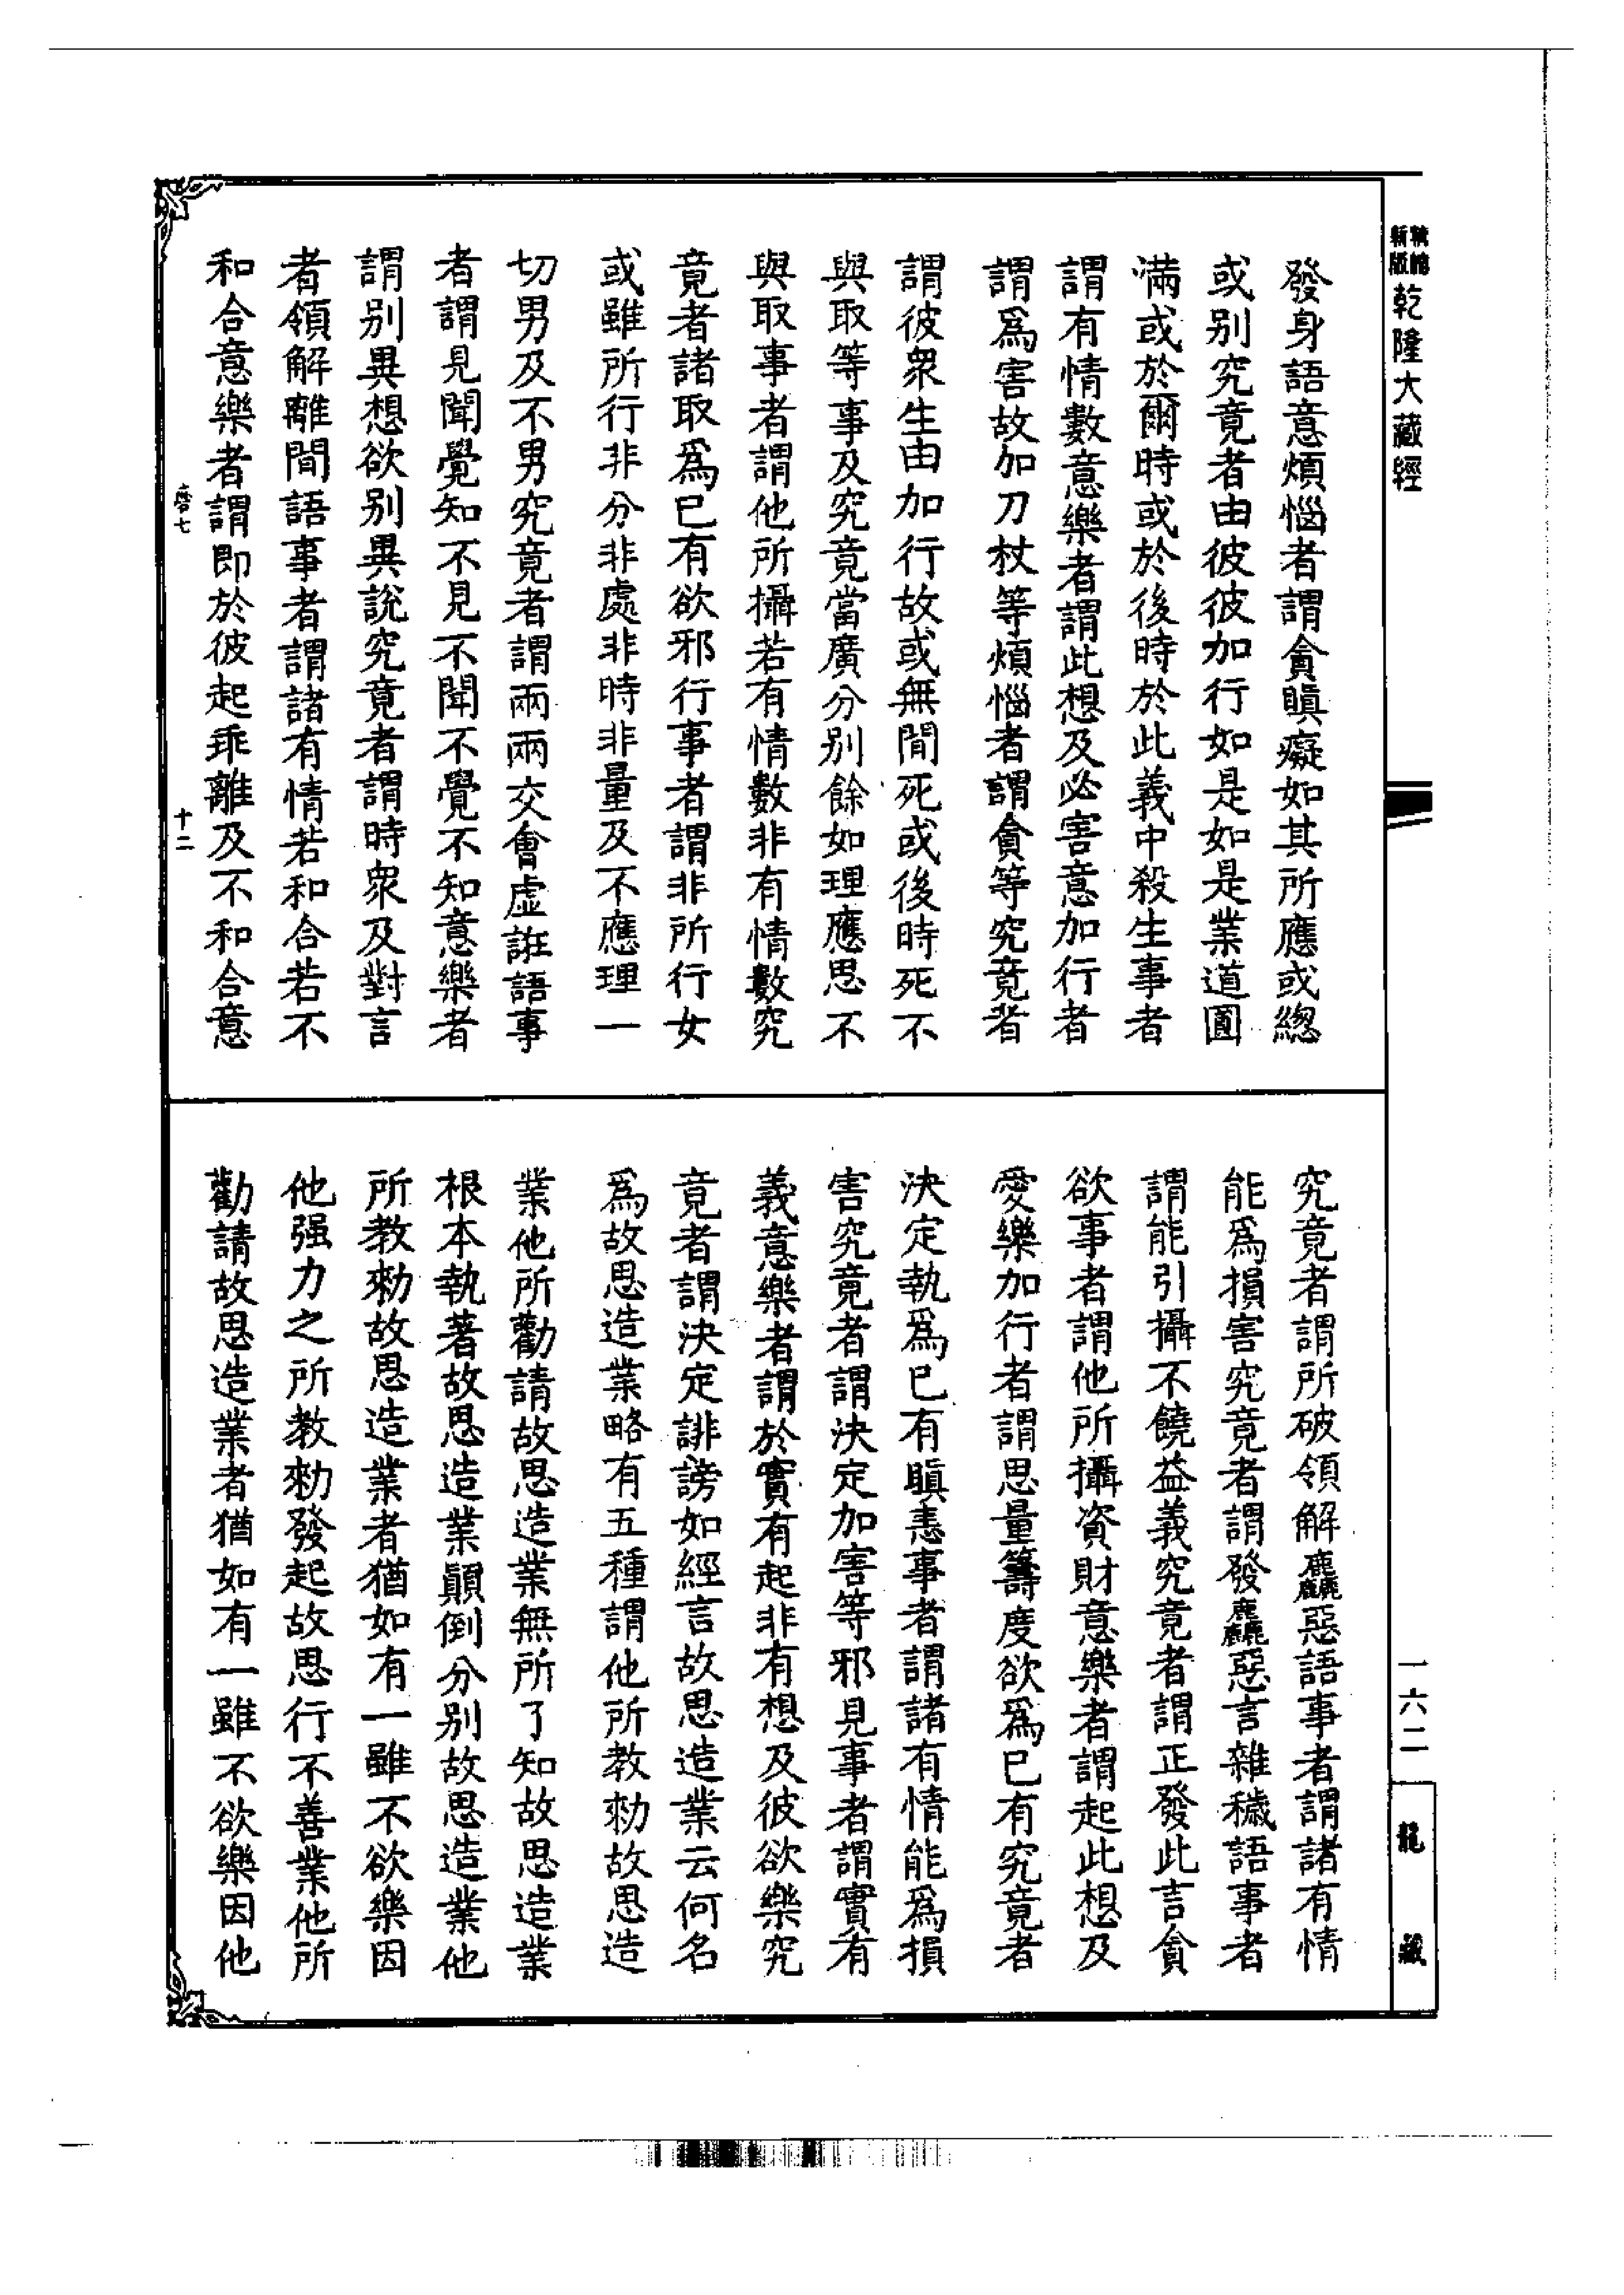 新版
精縮
乾隆大藏經
發身語意煩惱者謂貪瞋癡如其所應或總
或别究竟者由彼彼加行如是如是業道圓
滿或於爾時或於後時於此義中殺生事者
謂有情數意樂者謂此想及必害意加行者
謂爲害故加刀杖等煩惱者謂貪等究竟者
謂彼眾生由加行故或無間死或後時死不
與取等事及究竟當廣分别餘如理應思不
與取事者謂他所攝若有情數非有情數究
竟者諸取爲已有欲邪行事者謂非所行女
或雖所行非分非處非時非量及不應理一
切男及不男究竟者謂兩兩交會虛誑語事
者謂見聞覺知不見不聞不覺不知意樂者
謂别異想欲别異說究竟者謂時眾及對言
者領解離間語事者謂諸有情若和合若不
和合意樂者謂即於彼起乖離及不和合意
十二
究竟者謂所破領解麤惡語事者謂諸有情
能爲損害究竟者謂發麤惡言雜穢語事者
謂能引攝不饒益義究竟者謂正發此言貪
欲事者謂他所攝資財意樂者謂起此想及
愛樂加行者謂思量籌度欲爲已有究竟者
決定執爲已有瞋恚事者謂諸有情能爲損
害究竟者謂決定加害等邪見事者謂實有
義意樂者謂於實有起非有想及彼欲樂究
竟者謂決定誹謗如經言故思造業云何名
爲故思造業略有五種謂他所教勑故思造
業他所勸請故思造業無所了知故思造業
根本執著故思造業顛倒分别故思造業他
所教勑故思造業者猶如有一雖不欲樂因
他强力之所教勑發起故思行不善業他所
勸請故思造業者猶如有一雖不欲樂因他
一六二
龍藏